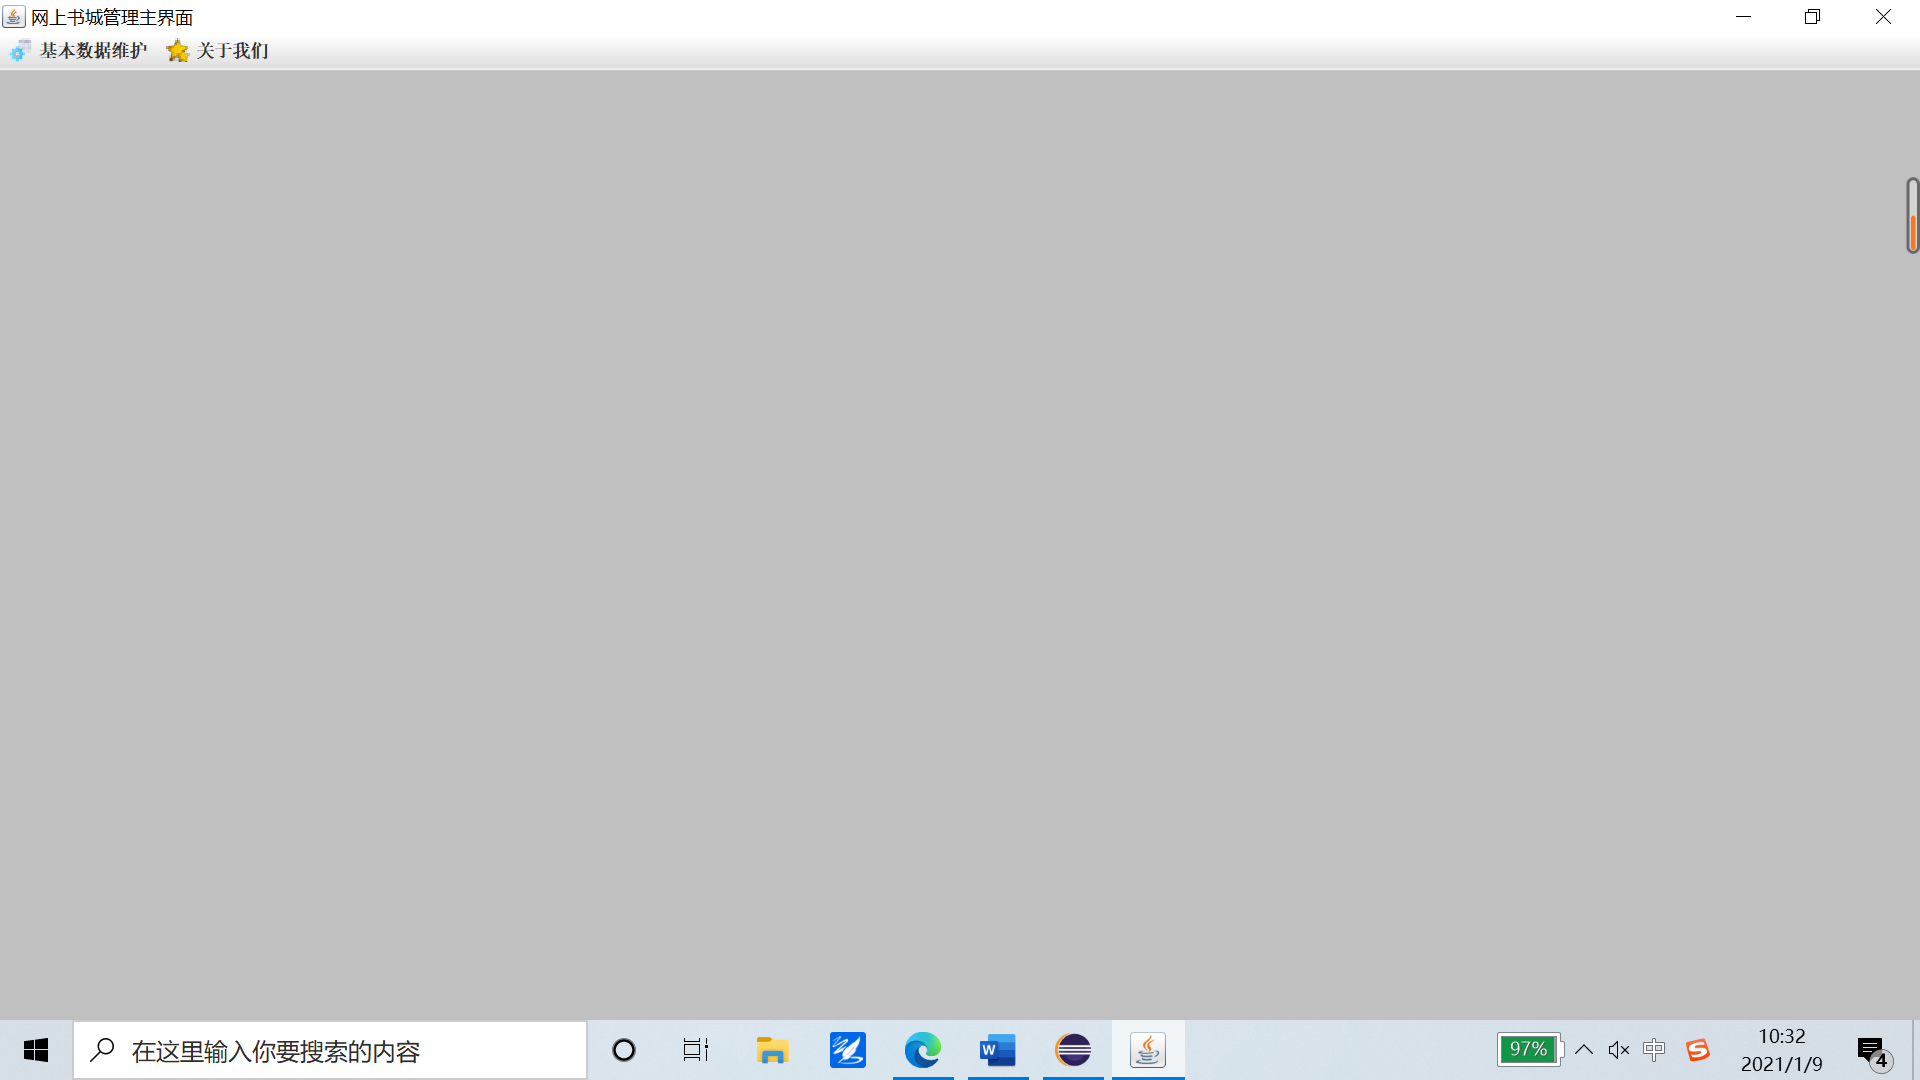 网上书城管理主界面
基本数据维护 关于我们
在这里输入你要搜索的内容
W
97%
中
S
10:32
2021/1/9
4